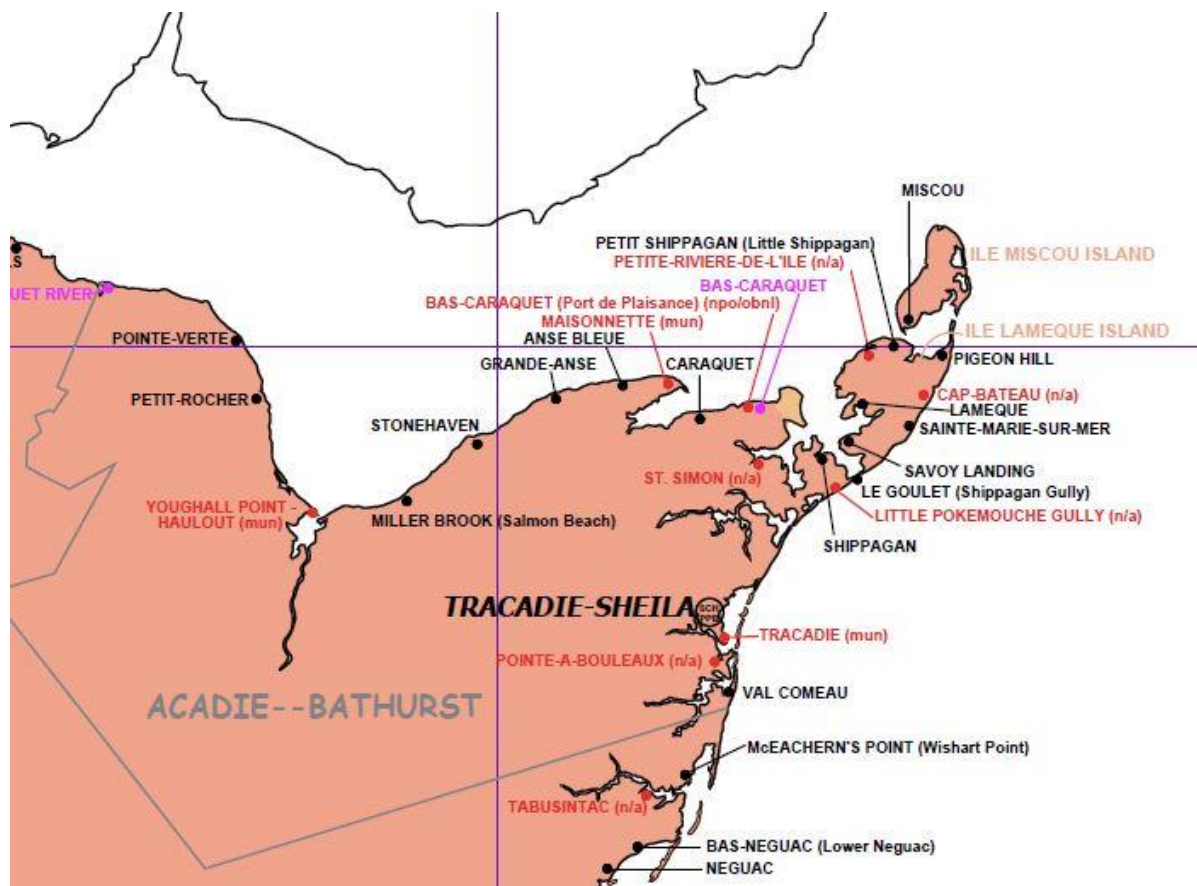 MISCOU
PETIT SHIPPAGAN (Little Shippagan)
ILE MISCOU ISLAND
PETITE-RIVIERE-DE-L'ILE (n/a)
LS
UET RIVER
BAS-CARAQUET
BAS-CARAQUET (Port de Plaisance) (npo/obnl)
MAISONNETTE (mun)
ILE LAMEQUE ISLAND
POINTE-VERTE
ANSE BLEUE
PIGEON HILL
GRANDE-ANSE
CARAQUET
CAP-BATEAU (n/a)
PETIT-ROCHER
LAMEQUE
STONEHAVEN
SAINTE-MARIE-SUR-MER
SAVOY LANDING
ST. SIMON (n/a)
LE GOULET (Shippagan Gully)
YOUGHALL POINT -
HAULOUT (mun)
MILLER BROOK (Salmon Beach)
LITTLE POKEMOUCHE GULLY (n/a)
SHIPPAGAN
TRACADIE-SHEILA
SCH
PPB
TRACADIE (mun)
POINTE-A-BOULEAUX (n/a)
VAL COMEAU
ACADIE--BATHURST
McEACHERN'S POINT (Wishart Point)
TABUSINTAC (n/a)
BAS-NEGUAC (Lower Neguac)
NEGUAC